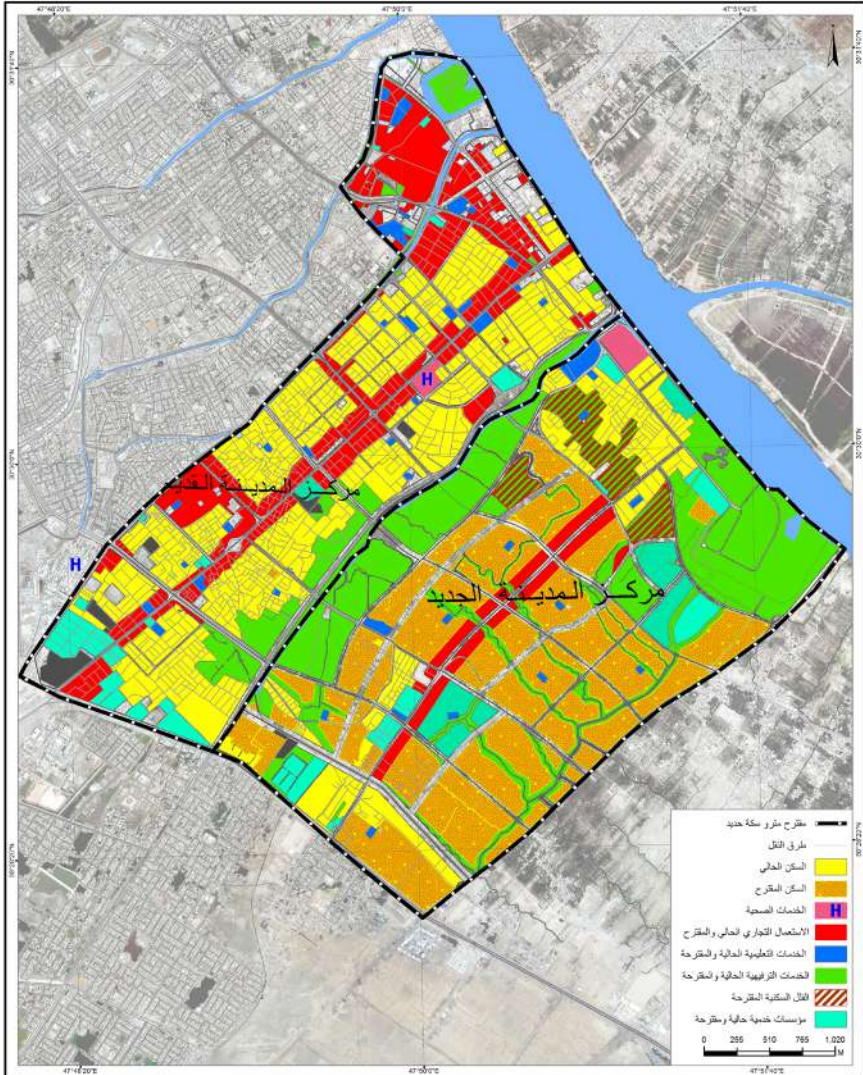 47°48'20"E
47°50'0"E
47°51'40"E
H
مركز المدينة القديم
H
مركز المدينة الجديد
مقترح مترو سكة حديد
طرق النقل
السكن الحالي
السكن المقترح
H الخدمات الصحية
الاستعمال التجاري الحالي والمقترح
الخدمات التعليمية الحالية والمقترحة
الخدمات الترفيهية الحالية والمقترحة
الفلل السكنية المقترحة
مؤسسات خدمية حالية ومقترحة
0 255 510 765 1.020
M
47°48'20"E
47°50'0"E
47°51'40"E